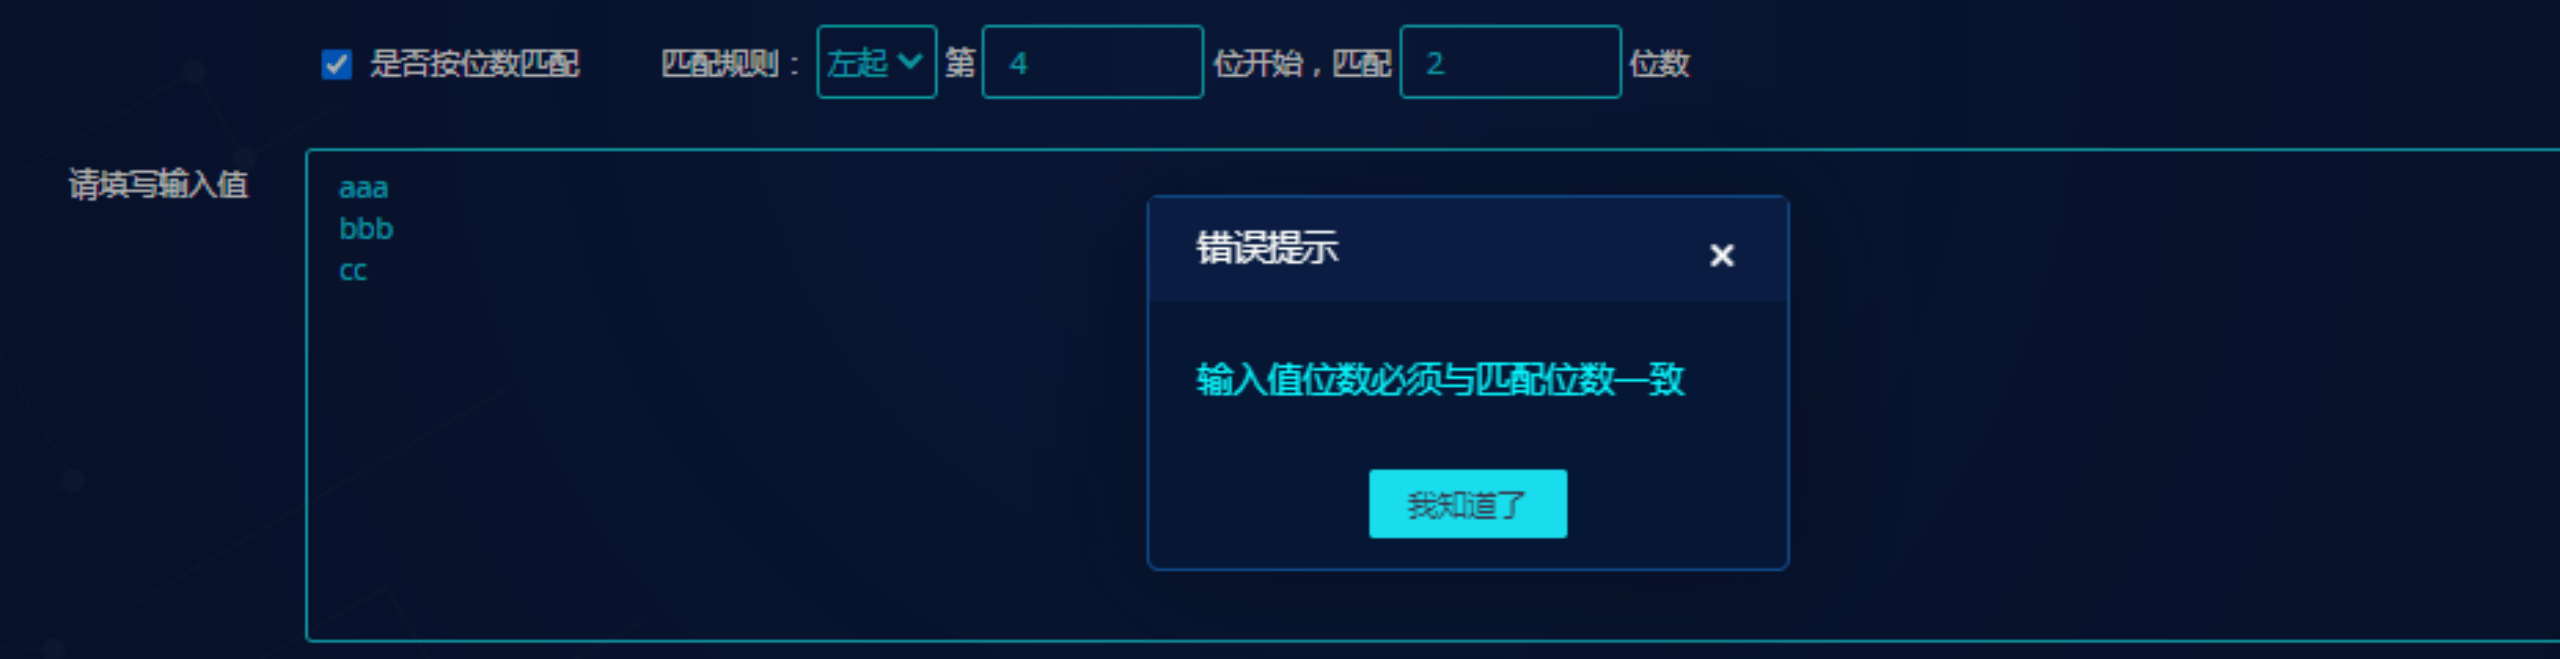 是否按位数匹配 匹配规则： 左起 第 4 位开始，匹配 2 位数
请填写输入值
aaa
bbb
cc
错误提示 ×
输入值位数必须与匹配位数一致
我知道了